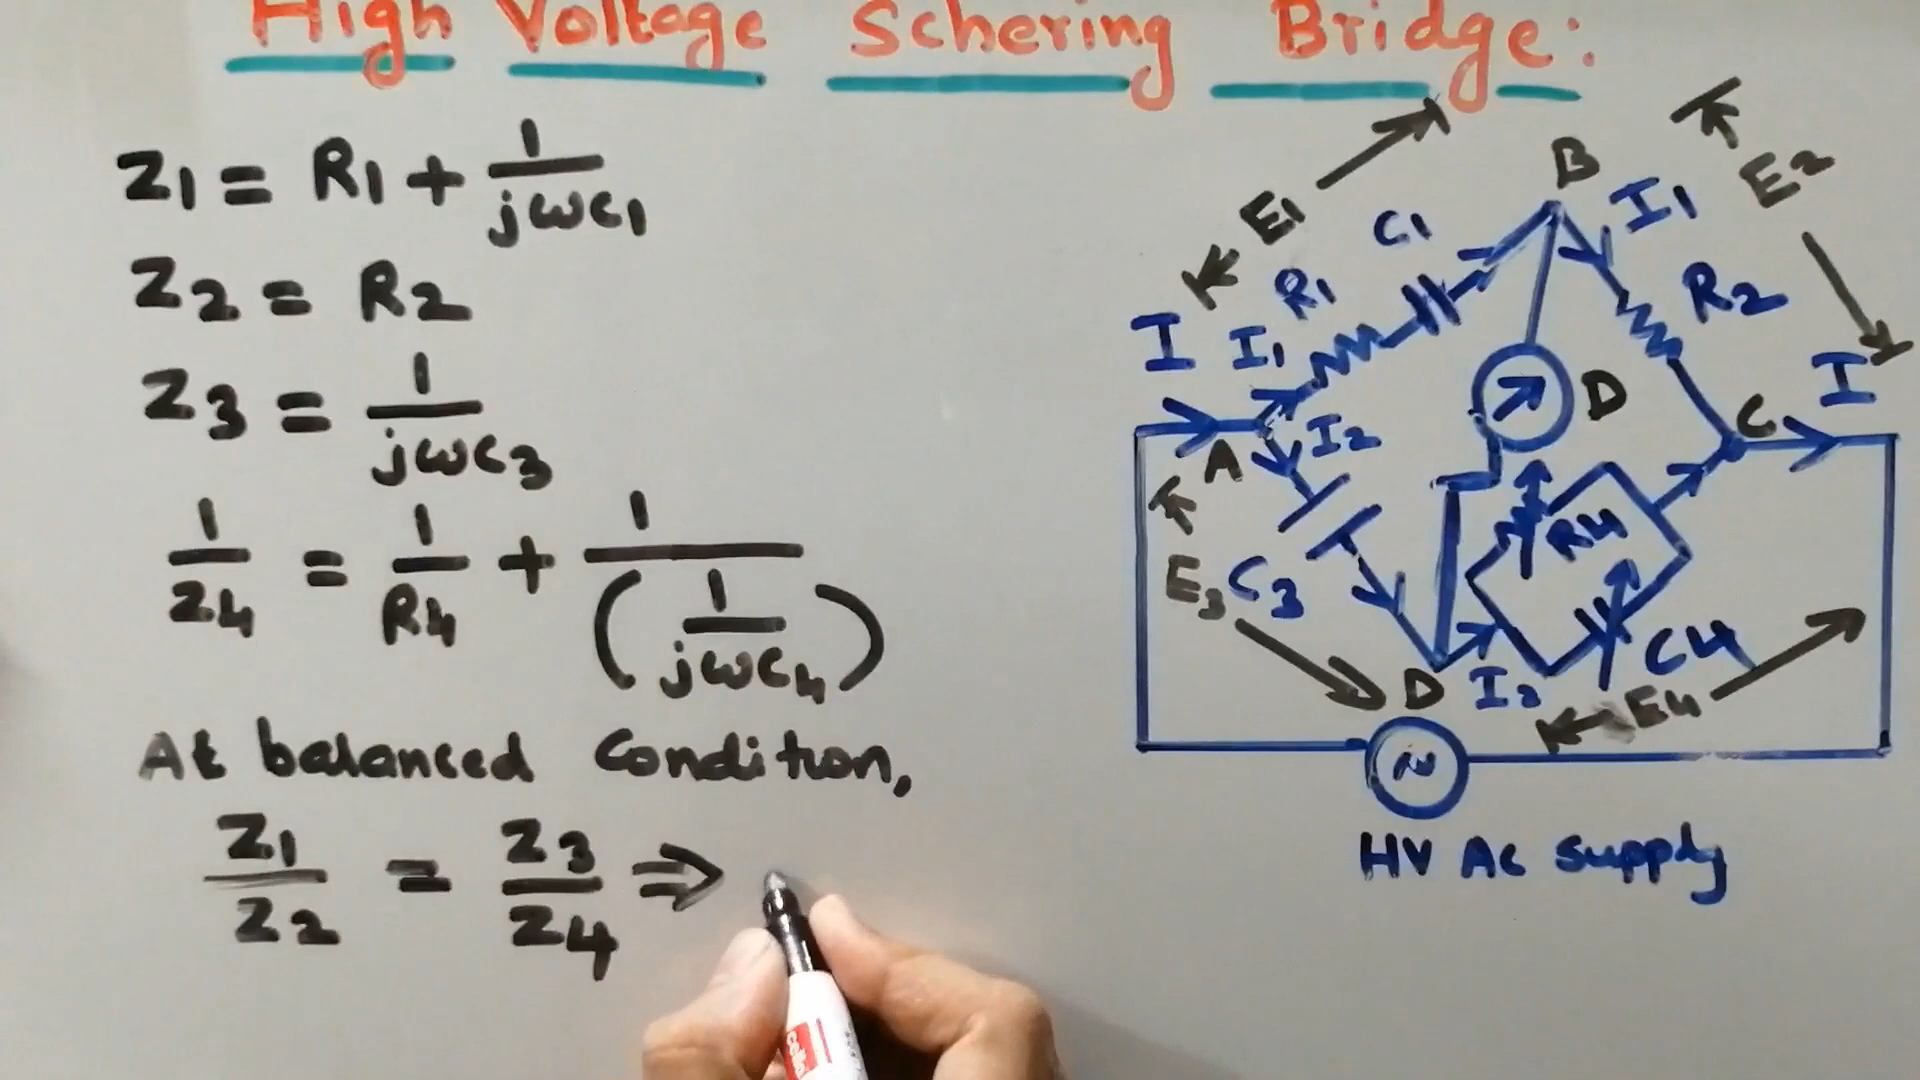 High Voltage Schering Bridge:
Z1 = R1 + 1/jωC1
Z2 = R2
Z3 = 1/jωC3
1/Z4 = 1/R4 + 1/(1/jωC4)
At balanced Condition,
Z1/Z2 = Z3/Z4 ⇒
B
E1
E2
I1
C1
R1
R2
I
I1
I
D
C
I2
A
R4
E3
C3
C4
D
I2
E4
HV AC Supply